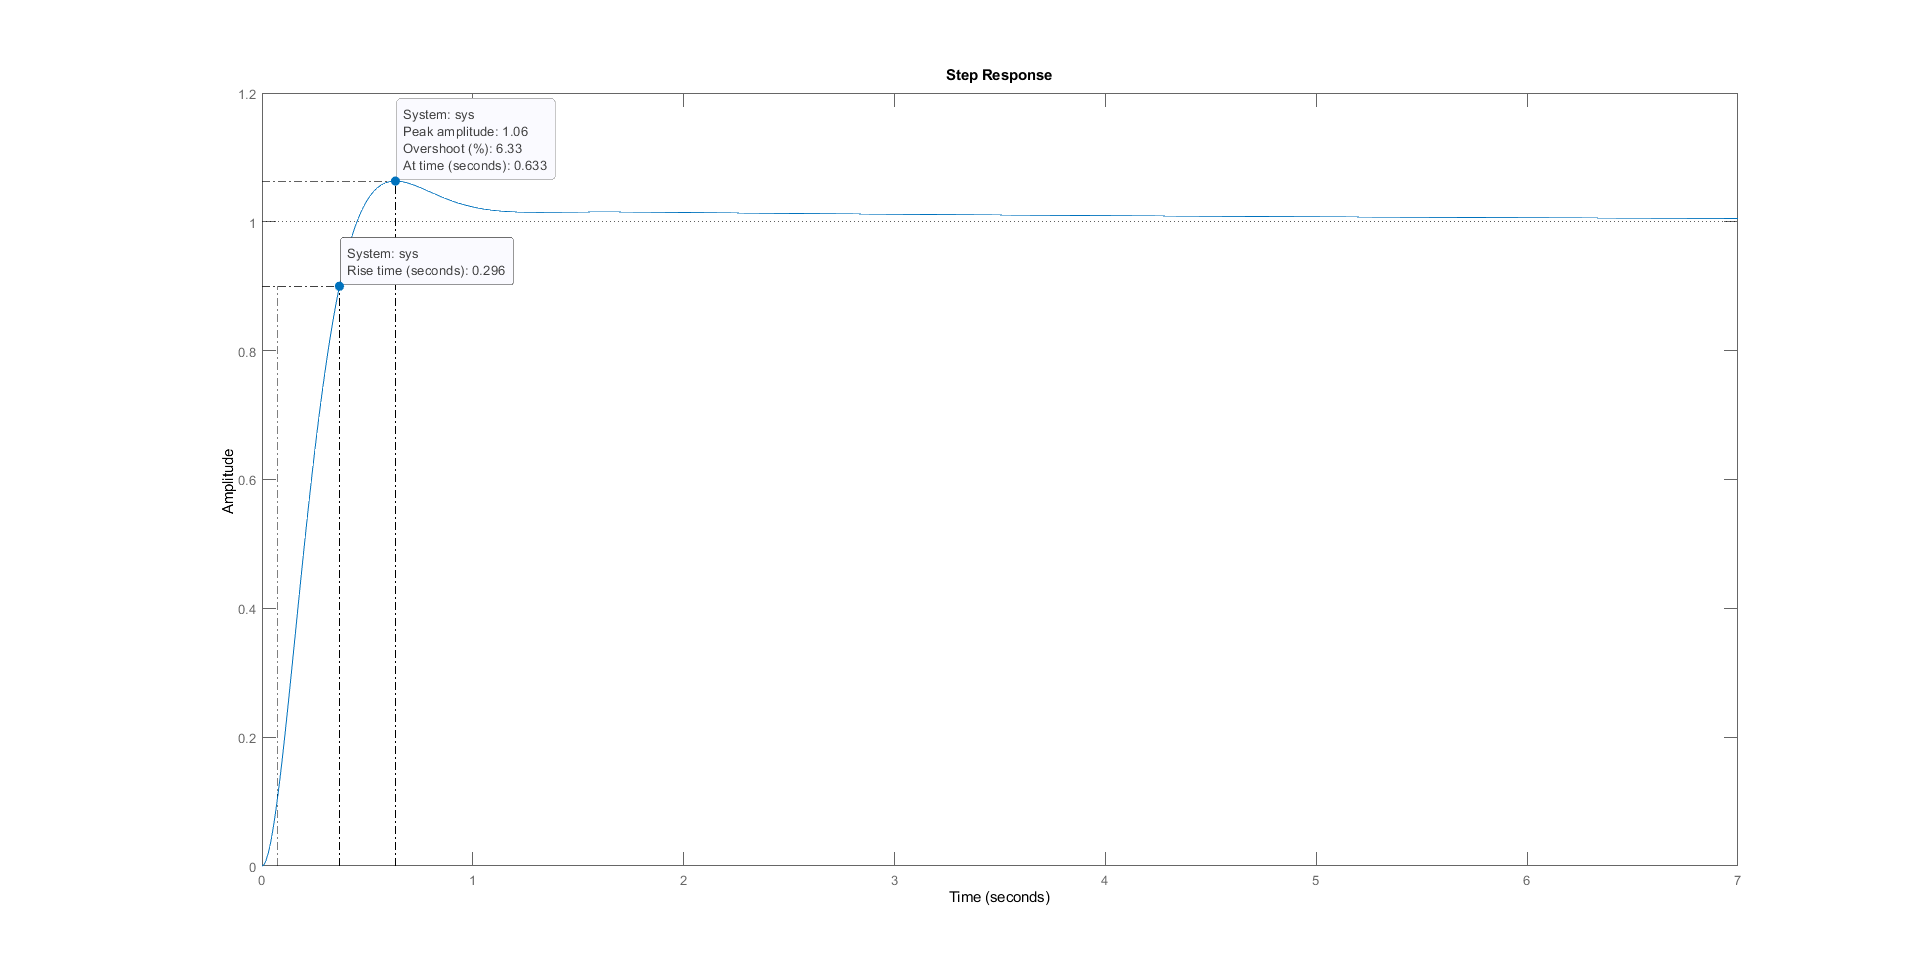 Step Response
System: sys
Peak amplitude: 1.06
Overshoot (%): 6.33
At time (seconds): 0.633
System: sys
Rise time (seconds): 0.296
Amplitude
1.2
1
0.8
0.6
0.4
0.2
0
0 1 2 3 4 5 6 7
Time (seconds)